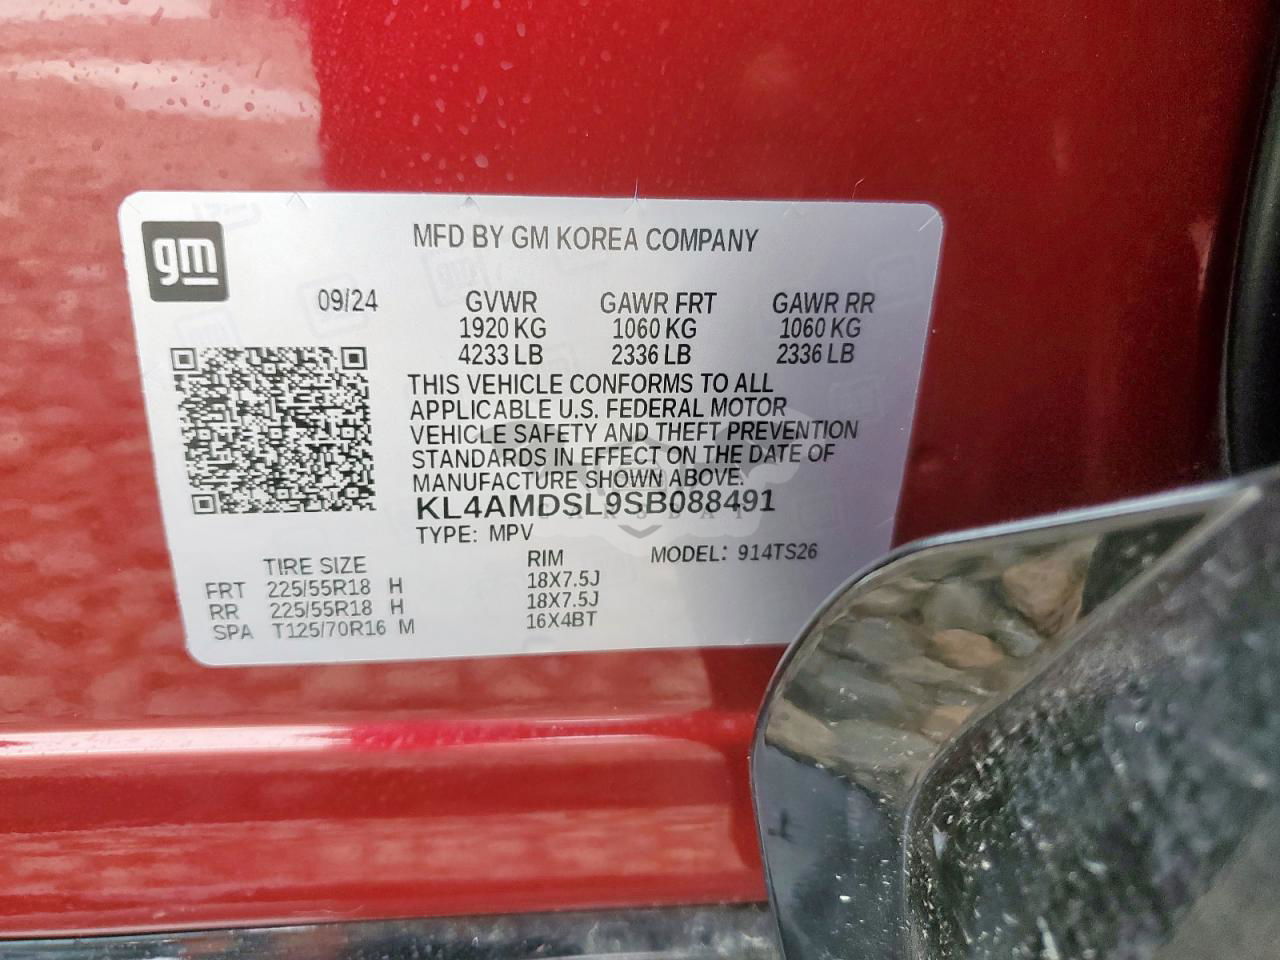 gm
MFD BY GM KOREA COMPANY
09/24 GVWR GAWR FRT GAWR RR
1920 KG 1060 KG 1060 KG
4233 LB 2336 LB 2336 LB
THIS VEHICLE CONFORMS TO ALL
APPLICABLE U.S. FEDERAL MOTOR
VEHICLE SAFETY AND THEFT PREVENTION
STANDARDS IN EFFECT ON THE DATE OF
MANUFACTURE SHOWN ABOVE.
KL4AMDSL9SB088491
TYPE: MPV
TIRE SIZE RIM MODEL: 914TS26
FRT 225/55R18 H 18X7.5J
RR 225/55R18 H 18X7.5J
SPA T125/70R16 M 16X4BT